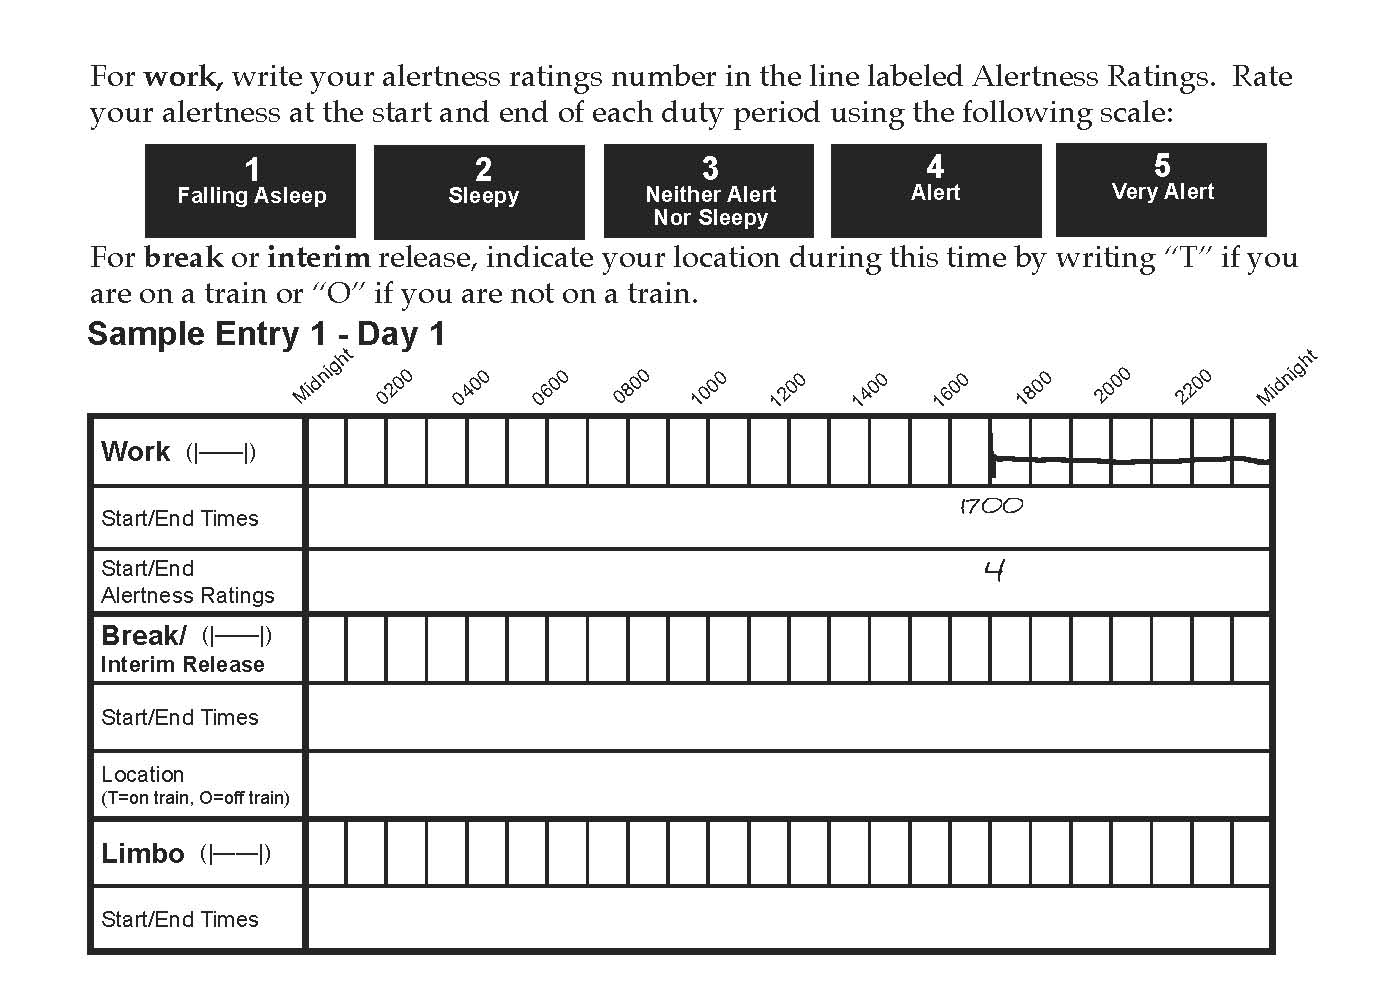 For work, write your alertness ratings number in the line labeled Alertness Ratings.  Rate
your alertness at the start and end of each duty period using the following scale:
1
Falling Asleep
2
Sleepy
3
Neither Alert
Nor Sleepy
4
Alert
5
Very Alert
For break or interim release, indicate your location during this time by writing “T” if you
are on a train or “O” if you are not on a train.
Sample Entry 1 - Day 1
Midnight 0200 0400 0600 0800 1000 1200 1400 1600 1800 2000 2200 Midnight
Work (|——|)
Start/End Times 1700
Start/End
Alertness Ratings 4
Break/ (|——|)
Interim Release
Start/End Times
Location
(T=on train, O=off train)
Limbo (|——|)
Start/End Times